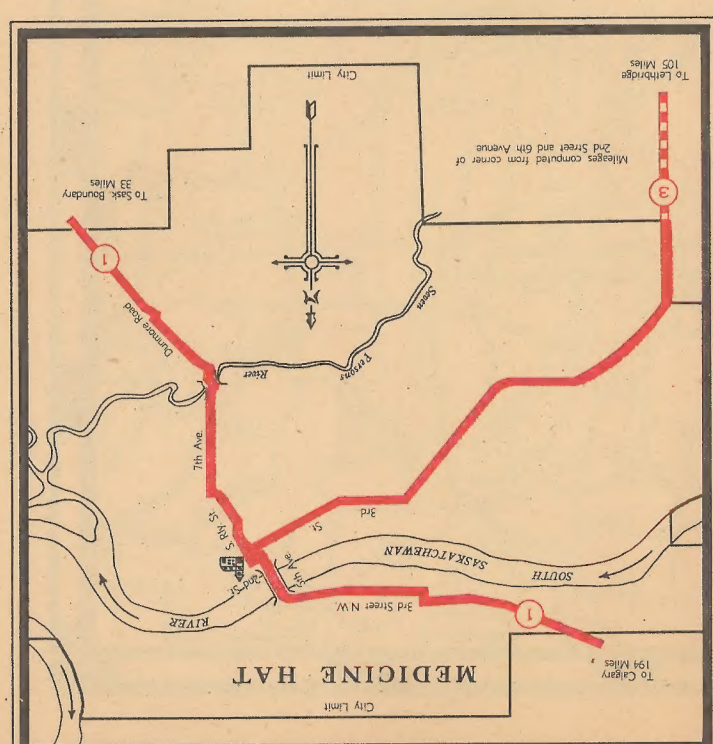 City Limit
MEDICINE HAT
To Calgary
194 Miles
1
3rd Street N.W.
RIVER
2nd St.
5th Ave.
SOUTH SASKATCHEWAN
S. Rly. St.
3rd St.
7th Ave.
Seven Persons River
Dunmore Road
N
1
3
To Sask. Boundary
33 Miles
Mileages computed from corner of
2nd Street and 6th Avenue
To Lethbridge
105 Miles
City Limit